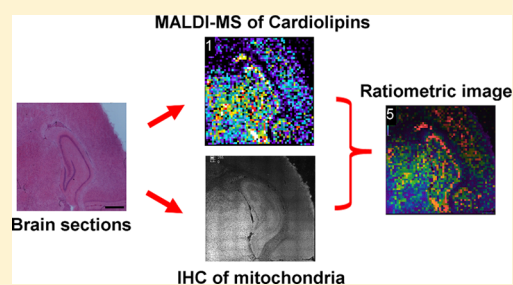 MALDI-MS of Cardiolipins
1
Ratiometric image
5
Brain sections
IHC of mitochondria